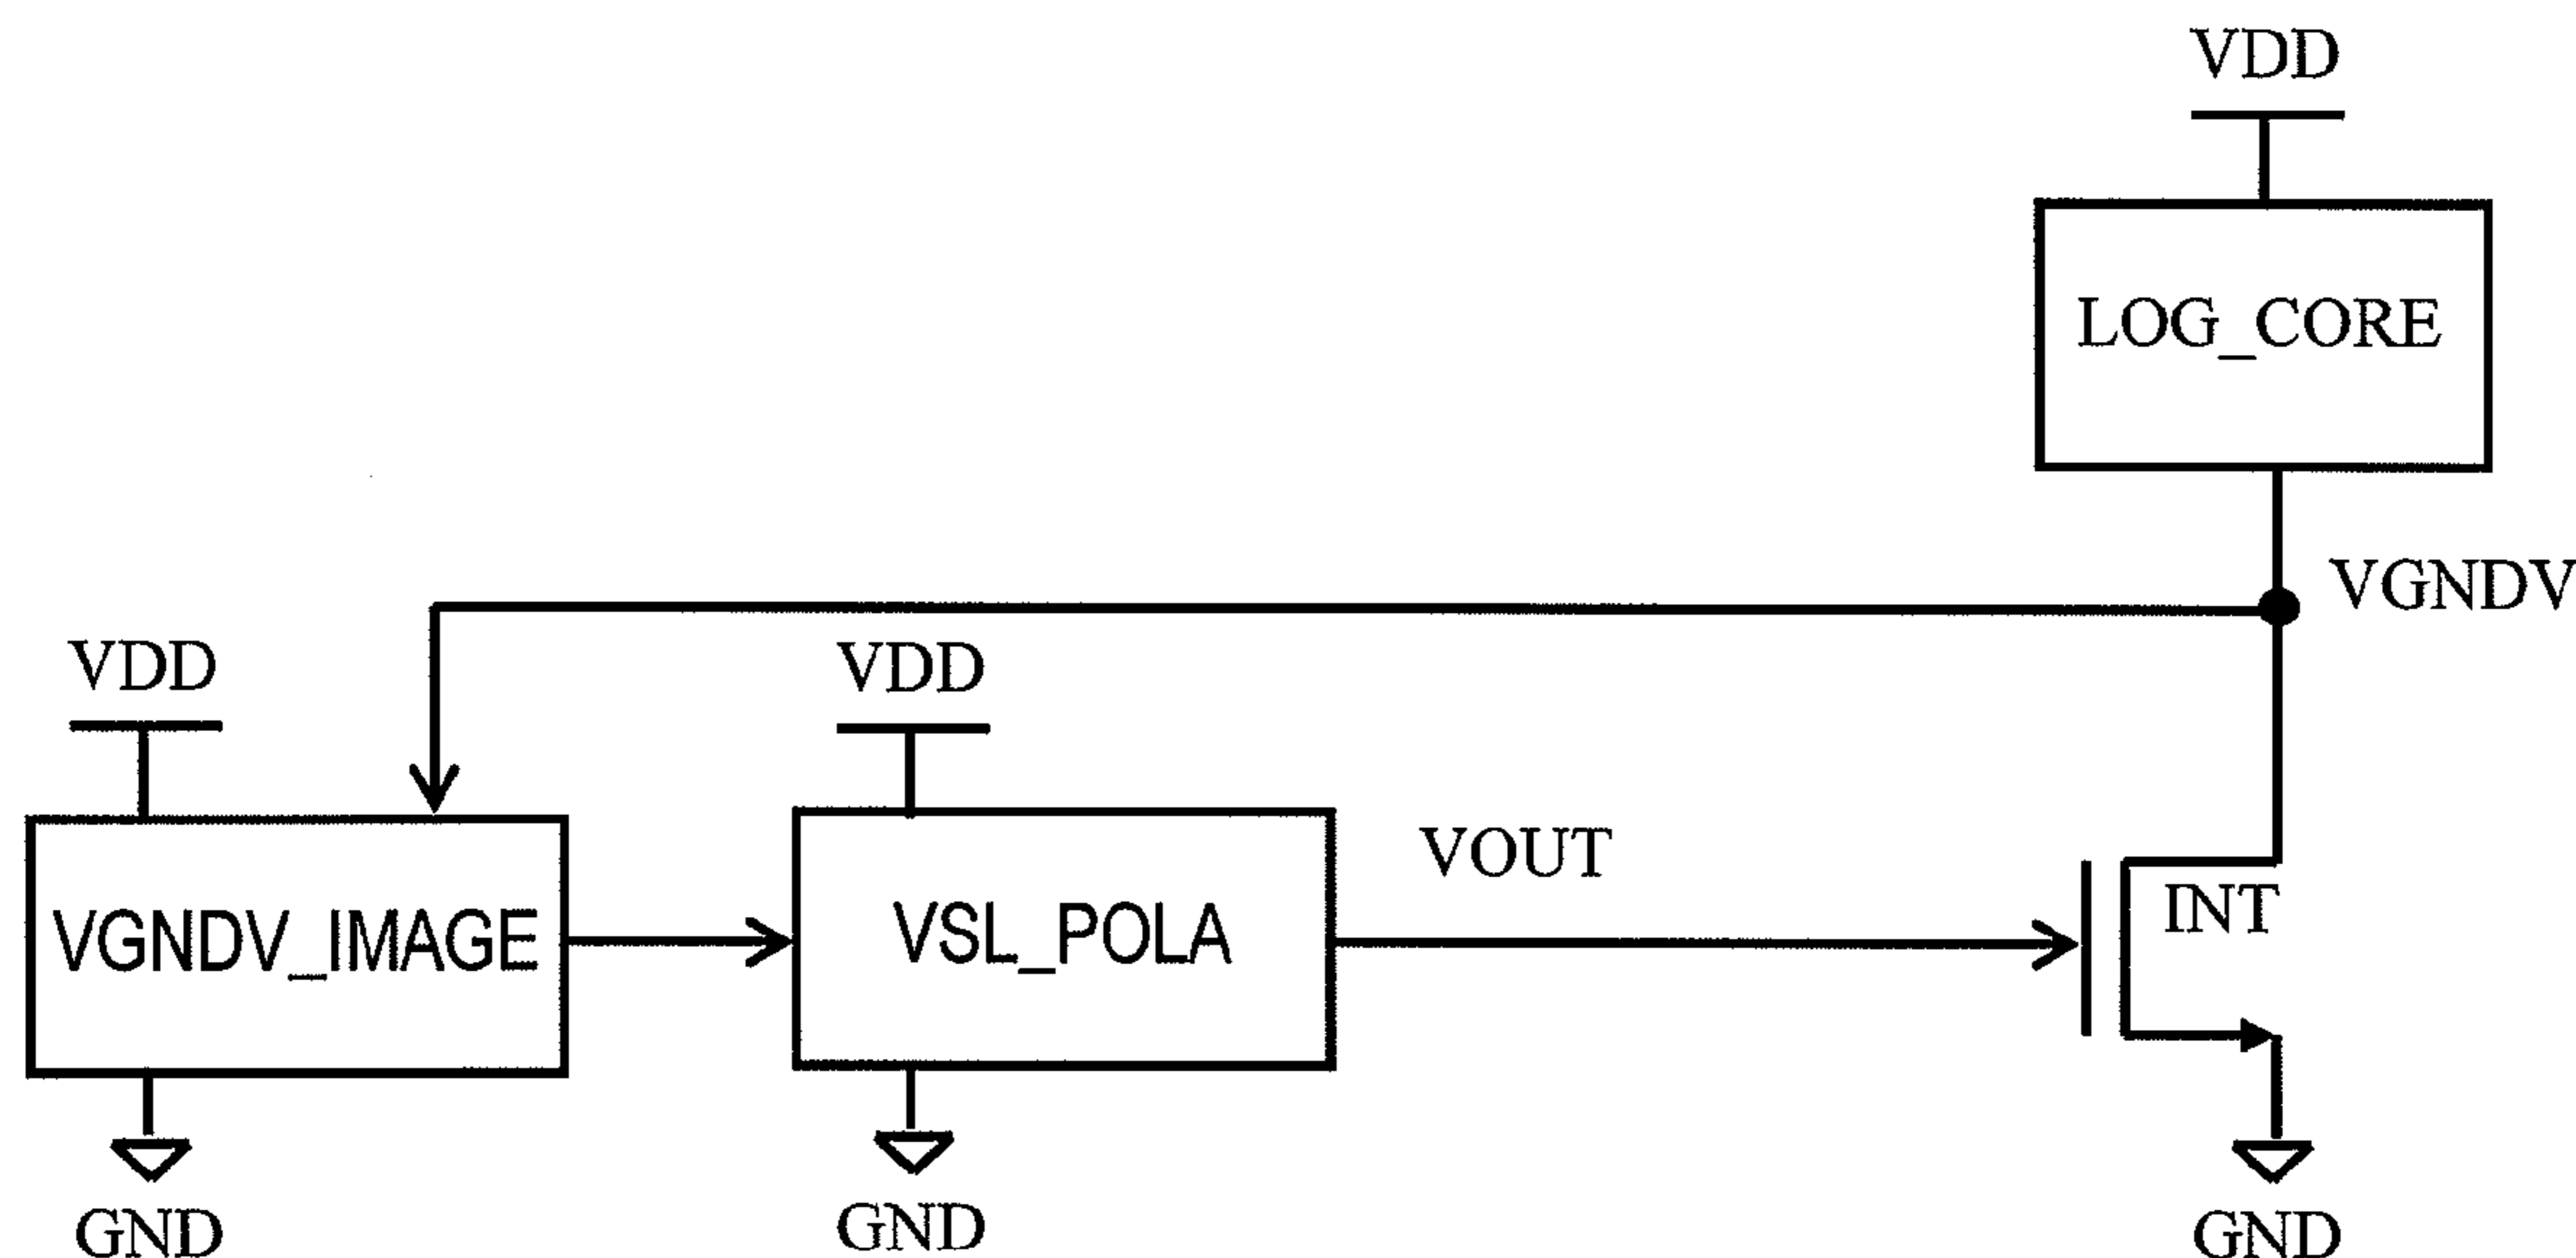 VDD
LOG_CORE
VGNDV
VDD
VDD
VOUT
INT
VGNDV_IMAGE
VSL_POLA
GND
GND
GND